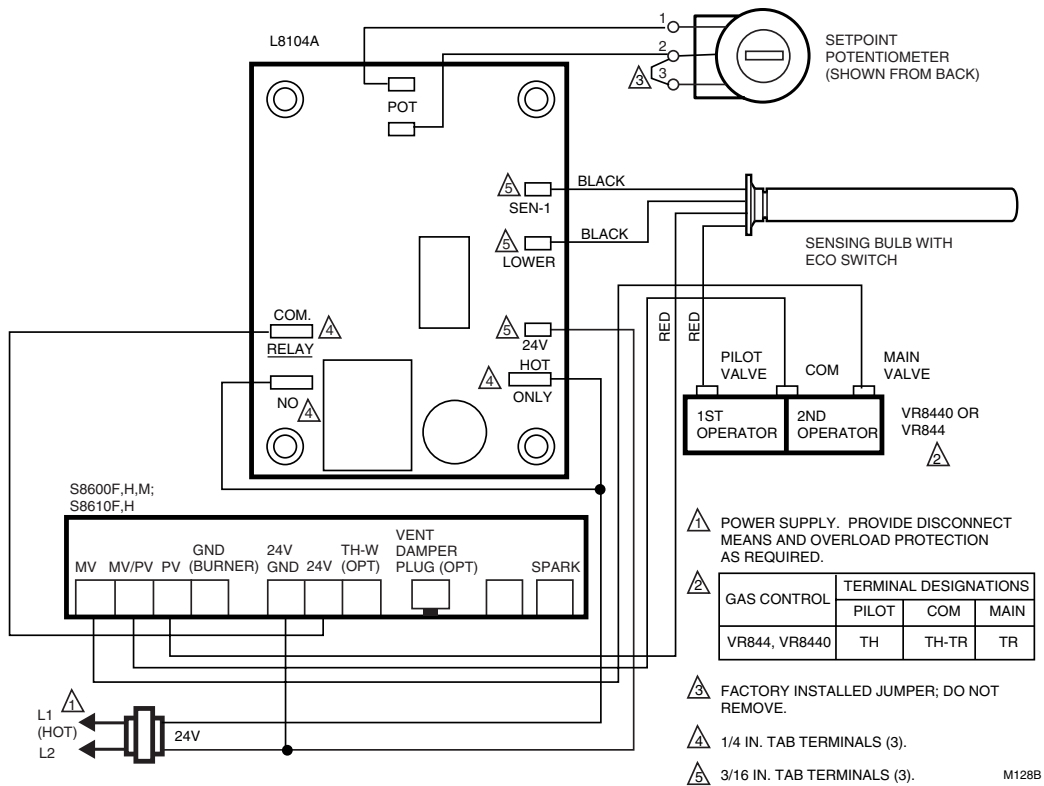 L8104A
POT
1
2
3
3
SETPOINT
POTENTIOMETER
(SHOWN FROM BACK)
5
BLACK
SEN-1
5
BLACK
LOWER
SENSING BULB WITH
ECO SWITCH
COM.
4
RELAY
NO
4
5
24V
HOT
4
ONLY
RED
RED
PILOT
VALVE
COM
MAIN
VALVE
1ST
OPERATOR
2ND
OPERATOR
VR8440 OR
VR844
2
S8600F,H,M;
S8610F,H
MV
MV/PV
PV
GND
(BURNER)
24V
GND
24V
TH-W
(OPT)
VENT
DAMPER
PLUG (OPT)
SPARK
1
L1
(HOT)
L2
24V
1 POWER SUPPLY. PROVIDE DISCONNECT
MEANS AND OVERLOAD PROTECTION
AS REQUIRED.
2
GAS CONTROL TERMINAL DESIGNATIONS
PILOT COM MAIN
VR844, VR8440 TH TH-TR TR
3 FACTORY INSTALLED JUMPER; DO NOT
REMOVE.
4 1/4 IN. TAB TERMINALS (3).
5 3/16 IN. TAB TERMINALS (3).
M128B